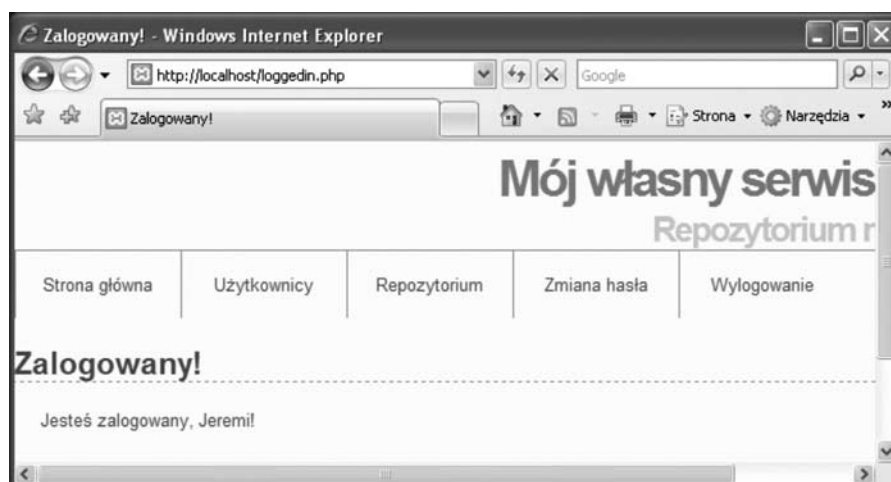 Zalogowany! - Windows Internet Explorer
http://localhost/loggedin.php
Google
Zalogowany!
Strona
Narzędzia
»
Mój własny serwis
Repozytorium r
Strona główna
Użytkownicy
Repozytorium
Zmiana hasła
Wylogowanie
Zalogowany!
Jesteś zalogowany, Jeremi!